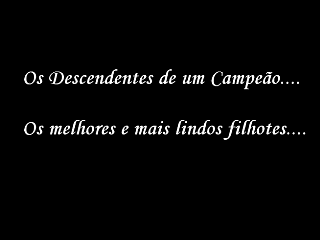 Os Descendentes de um Campeão....
Os melhores e mais lindos filhotes....